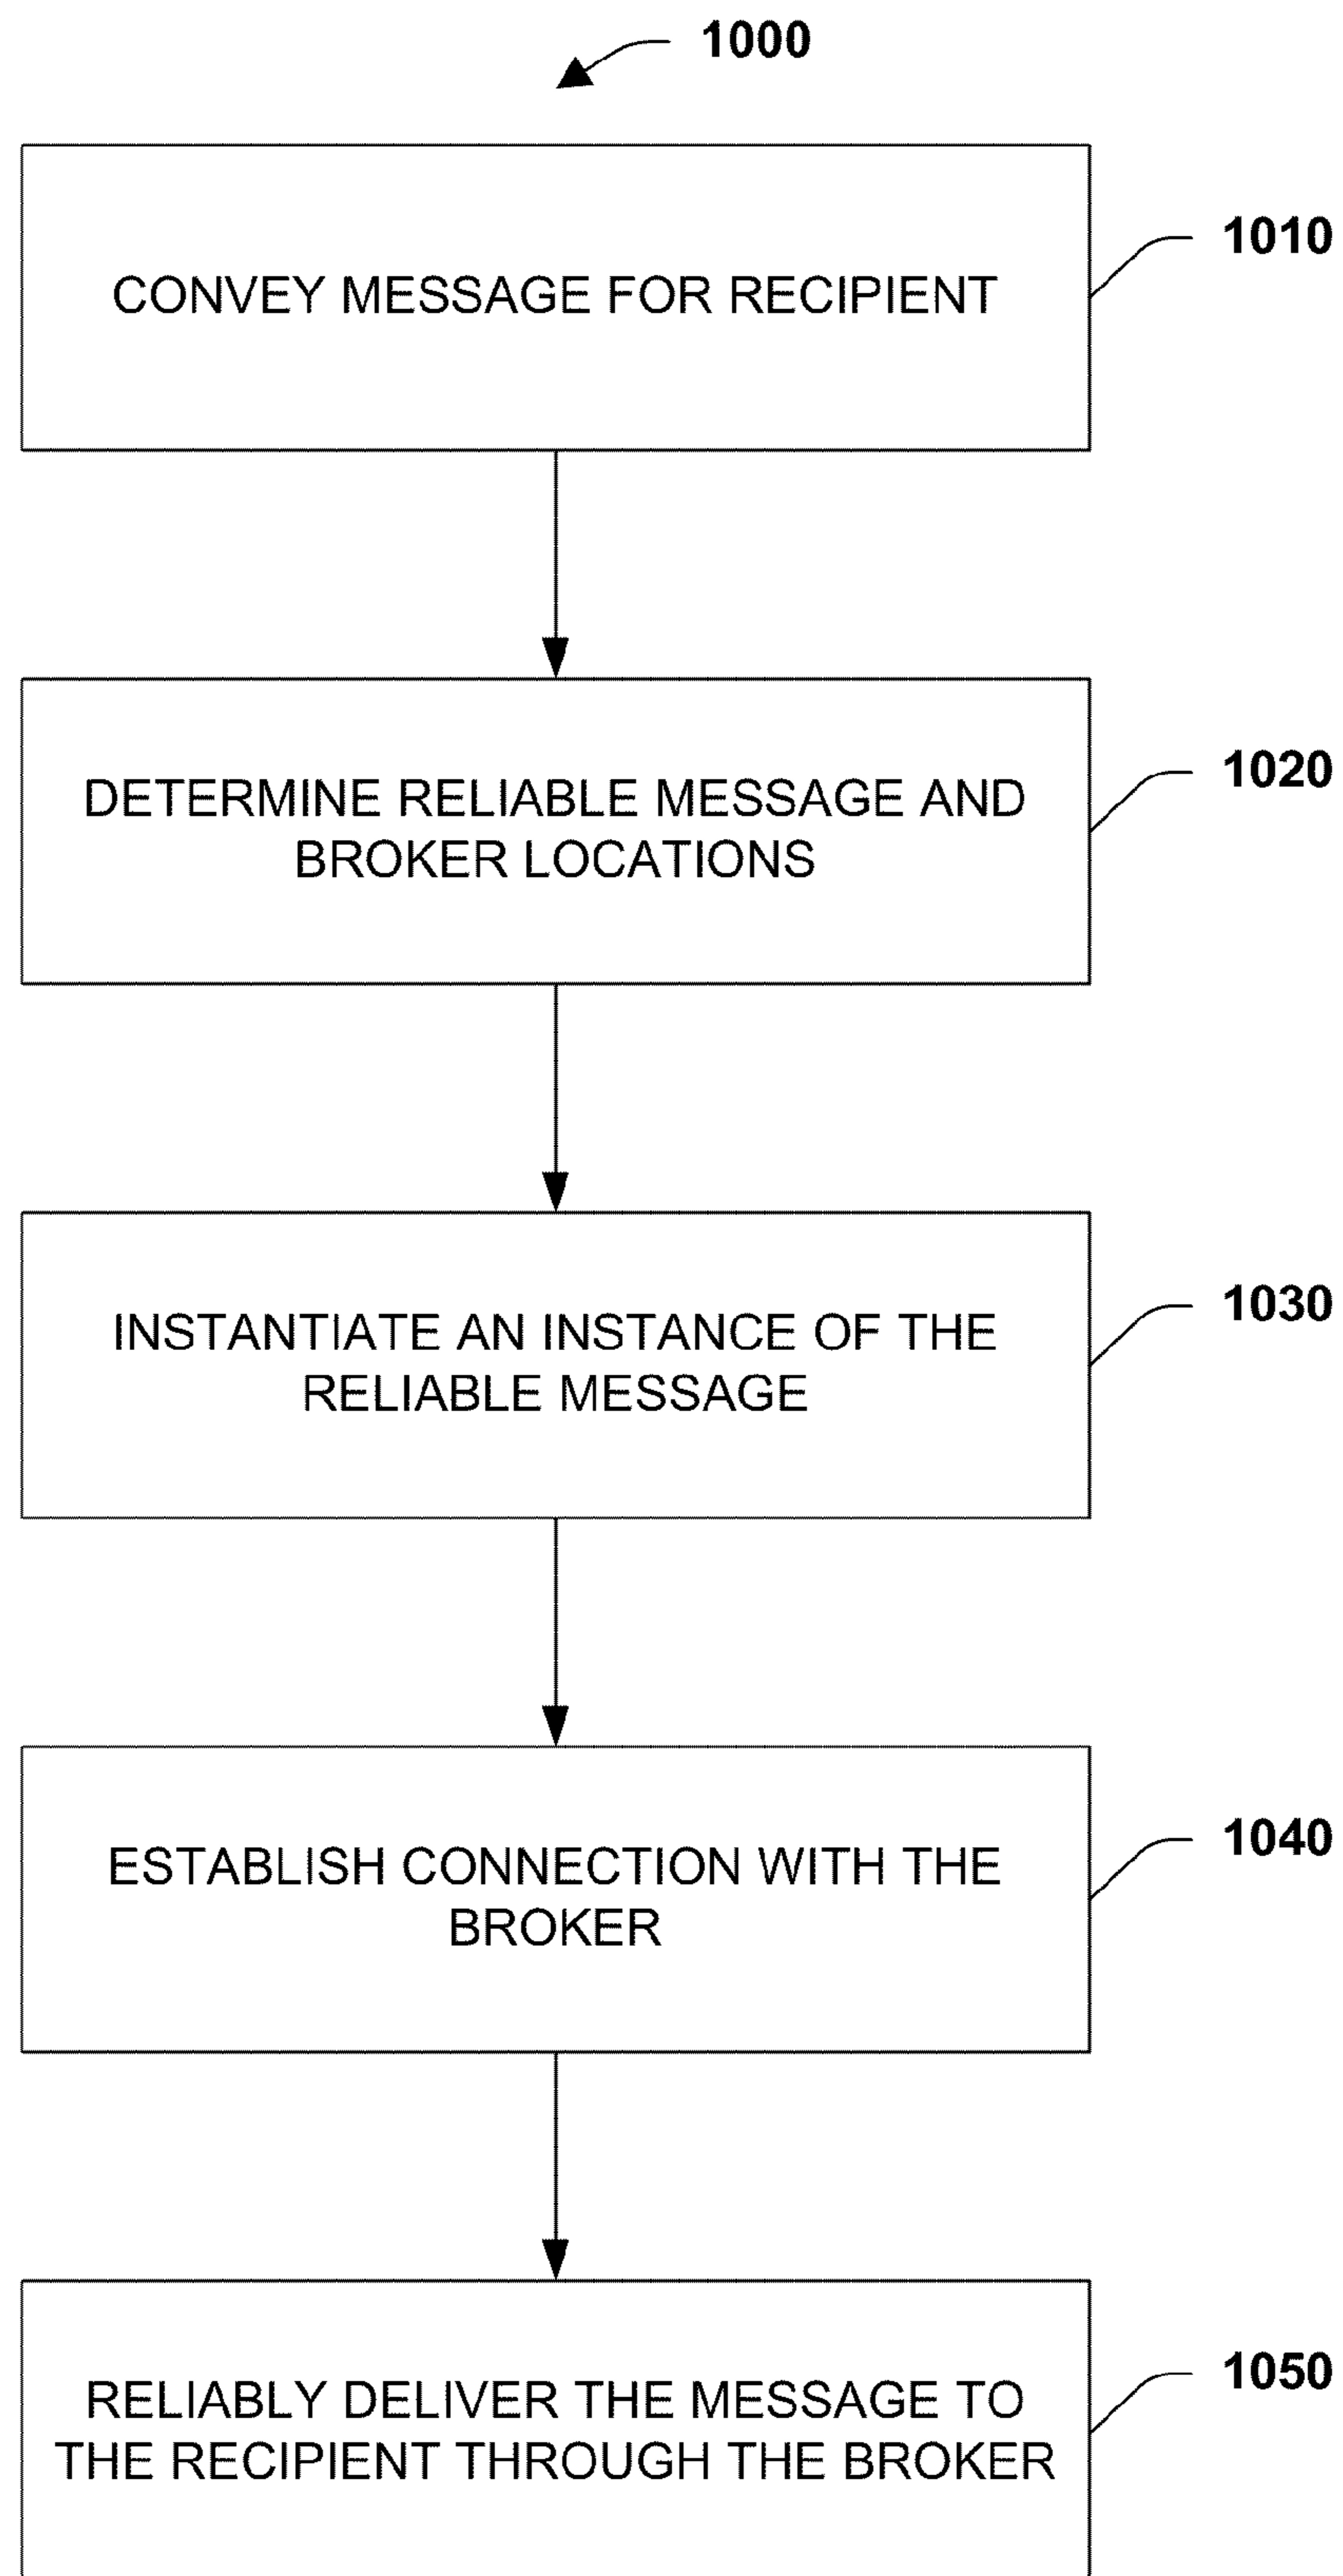 1000
CONVEY MESSAGE FOR RECIPIENT
1010
DETERMINE RELIABLE MESSAGE AND
BROKER LOCATIONS
1020
INSTANTIATE AN INSTANCE OF THE
RELIABLE MESSAGE
1030
ESTABLISH CONNECTION WITH THE
BROKER
1040
RELIABLY DELIVER THE MESSAGE TO
THE RECIPIENT THROUGH THE BROKER
1050